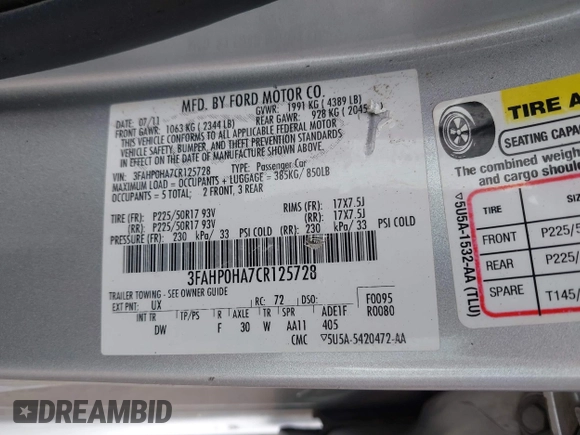 MFD. BY FORD MOTOR CO.
DATE: 07/11 GVWR: 1991 KG ( 4389 LB)
FRONT GAWR: 1063 KG ( 2344 LB) REAR GAWR: 928 KG ( 2045
THIS VEHICLE CONFORMS TO ALL APPLICABLE FEDERAL MOTOR
VEHICLE SAFETY, BUMPER, AND THEFT PREVENTION STANDARDS
IN EFFECT ON THE DATE OF MANUFACTURE SHOWN ABOVE.
VIN: 3FAHP0HA7CR125728 TYPE: Passenger Car
MAXIMUM LOAD = OCCUPANTS + LUGGAGE = 385KG/ 850LB
OCCUPANTS = 5 TOTAL; 2 FRONT, 3 REAR
TIRE (FR): P225/50R17 93V RIMS (FR): 17X7.5J
(RR): P225/50R17 93V (RR): 17X7.5J
PRESSURE (FR): 230 kPa/ 33 PSI COLD (RR): 230 kPa/ 33 PSI COLD
3FAHP0HA7CR125728
TRAILER TOWING - SEE OWNER GUIDE
EXT PNT: UX RC: 72 DSO: F0095
TP/PS R AXLE TR SPR ADE1F R0080
DW F 30 W AA11 405
CMC ▽5U5A-5420472-AA
TIRE A
SEATING CAPA
The combined weigh
and cargo shoul
TIRE SI
FRONT P225/5
REAR P225/
SPARE T145/
▽5U5A-1532-AA (TLU)
DREAMBID